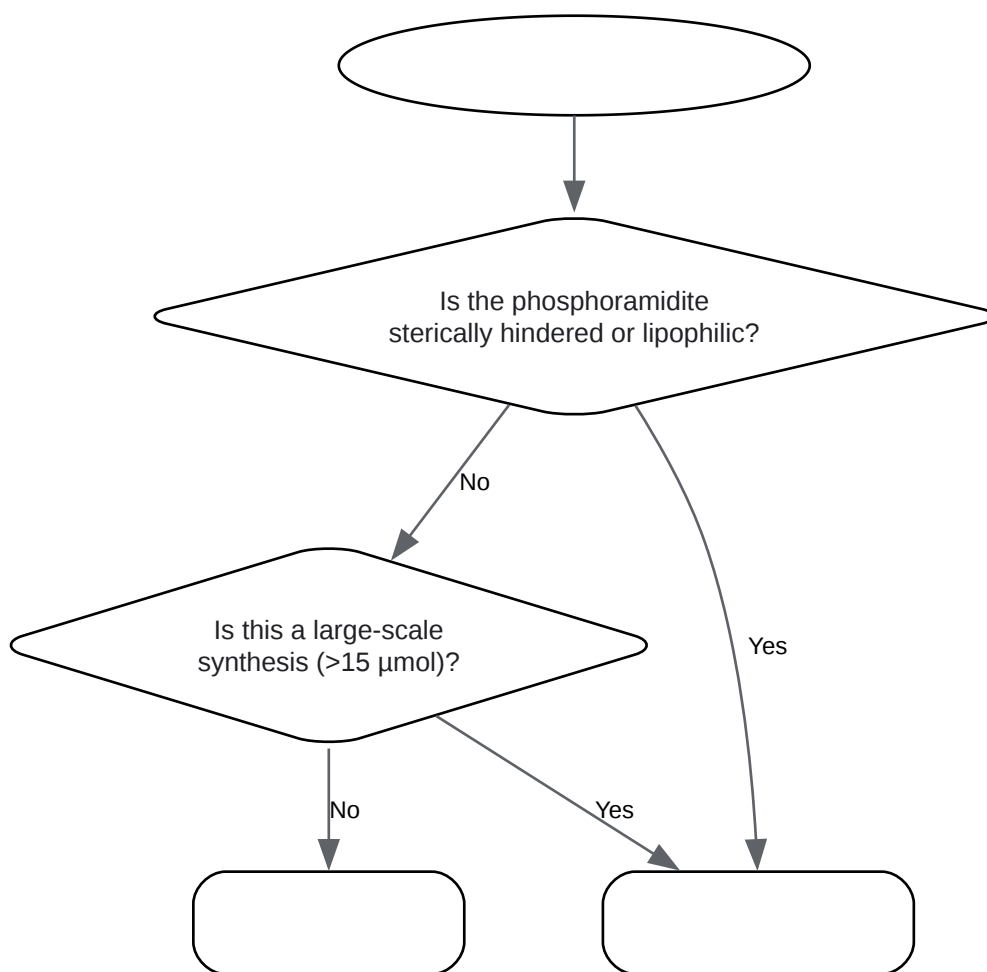 Is the phosphoramidite
sterically hindered or lipophilic?
No
Is this a large-scale
synthesis (>15 µmol)?
Yes
No
Yes